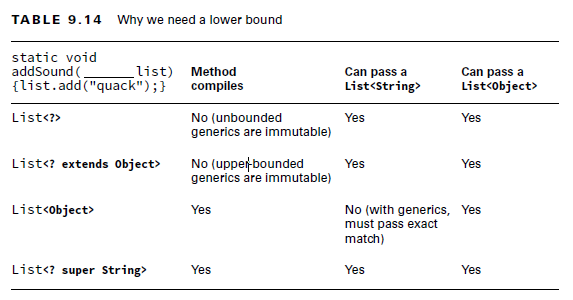 TABLE 9.14 Why we need a lower bound
static void
addSound(______list) Method Can pass a Can pass a
{list.add("quack");} compiles List<String> List<Object>
List<?> No (unbounded Yes Yes
generics are immutable)
List<? extends Object> No (upper-bounded Yes Yes
generics are immutable)
List<Object> Yes No (with generics, Yes
must pass exact
match)
List<? super String> Yes Yes Yes